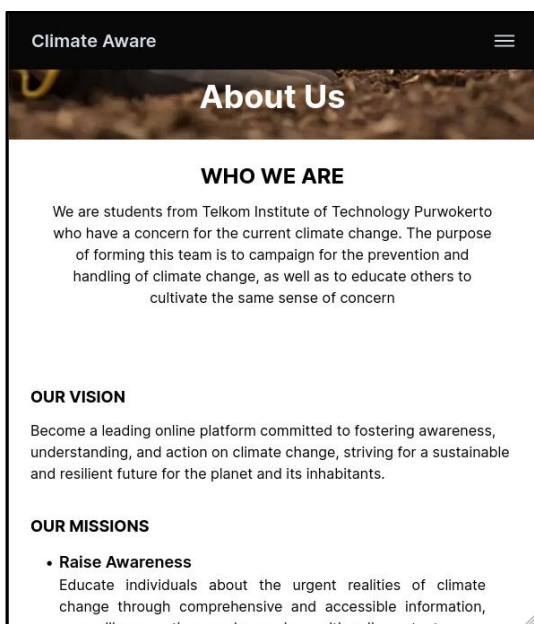 Climate Aware
About Us
WHO WE ARE
We are students from Telkom Institute of Technology Purwokerto
who have a concern for the current climate change. The purpose
of forming this team is to campaign for the prevention and
handling of climate change, as well as to educate others to
cultivate the same sense of concern
OUR VISION
Become a leading online platform committed to fostering awareness,
understanding, and action on climate change, striving for a sustainable
and resilient future for the planet and its inhabitants.
OUR MISSIONS
• Raise Awareness
Educate individuals about the urgent realities of climate
change through comprehensive and accessible information,